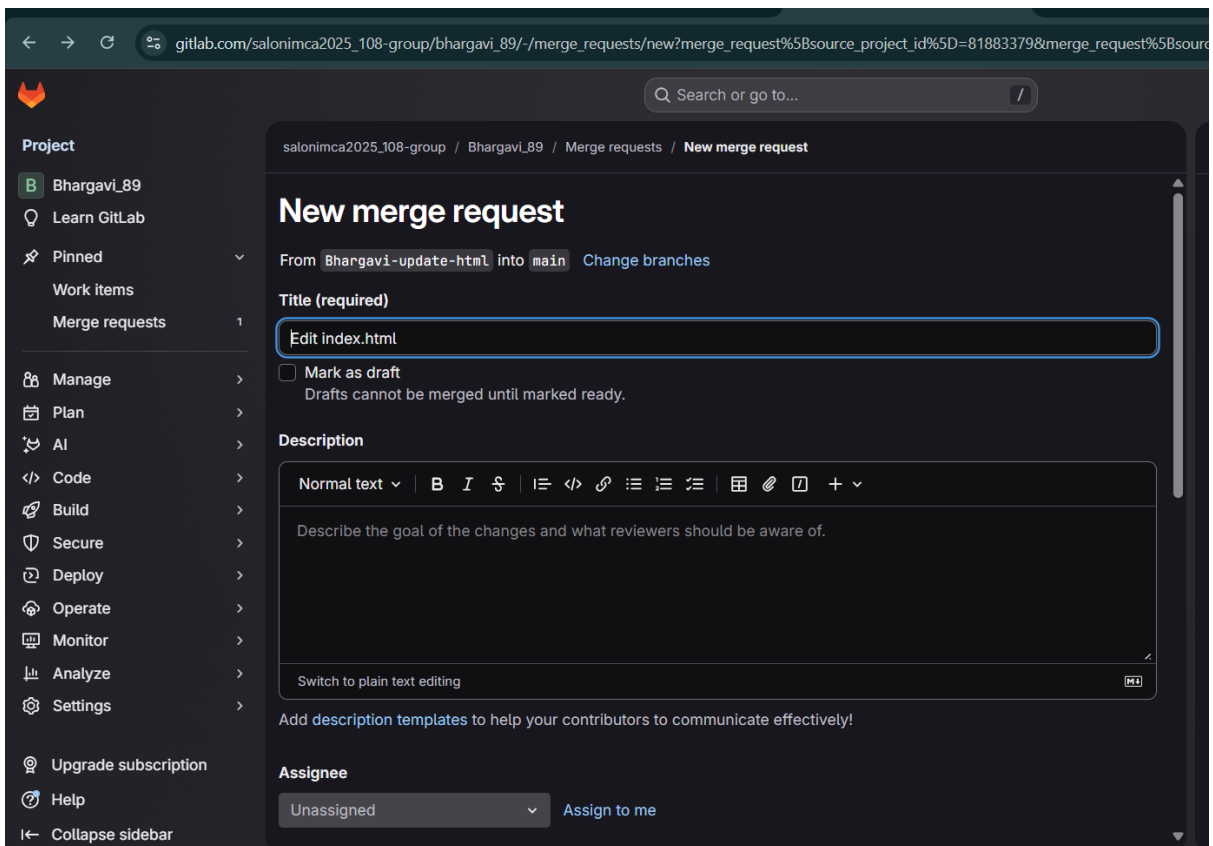 gitlab.com/salonimca2025_108-group/bhargavi_89/-/merge_requests/new?merge_request%5Bsource_project_id%5D=81883379&merge_request%5Bsourc
Search or go to... /
Project
B Bhargavi_89
Learn GitLab
Pinned
Work items
Merge requests 1
Manage
Plan
AI
Code
Build
Secure
Deploy
Operate
Monitor
Analyze
Settings
Upgrade subscription
Help
Collapse sidebar
salonimca2025_108-group / Bhargavi_89 / Merge requests / New merge request
New merge request
From Bhargavi-update-html into main Change branches
Title (required)
Edit index.html
Mark as draft
Drafts cannot be merged until marked ready.
Description
Normal text B I S
Describe the goal of the changes and what reviewers should be aware of.
Switch to plain text editing
Add description templates to help your contributors to communicate effectively!
Assignee
Unassigned Assign to me